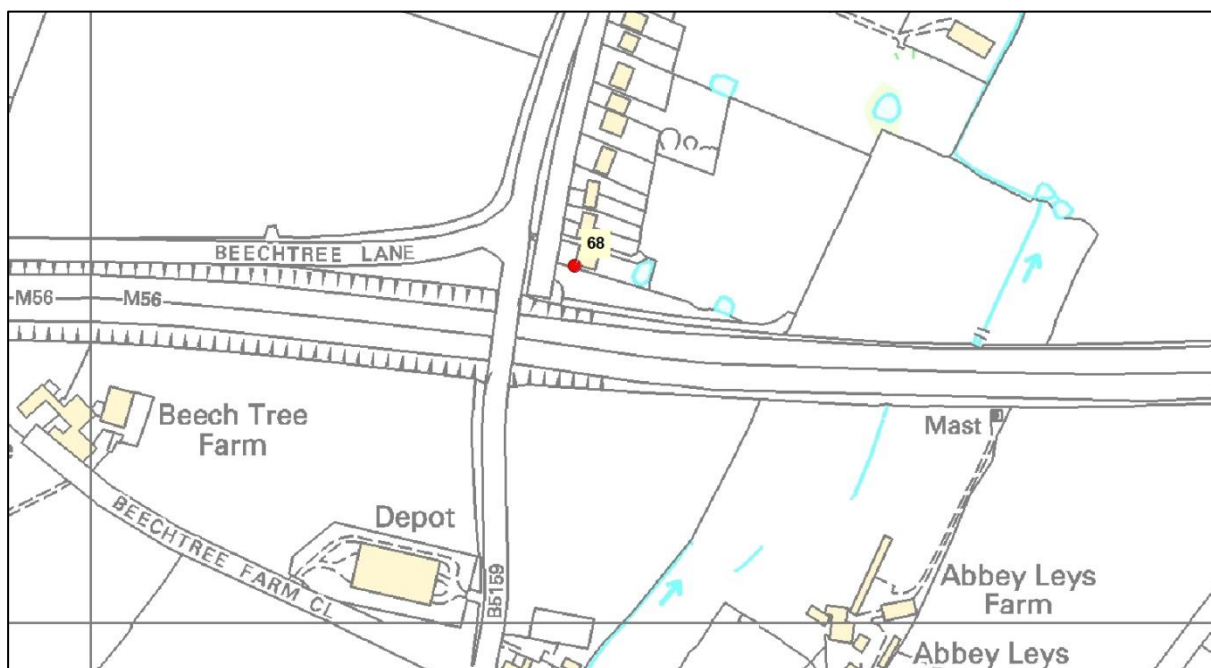 68
BEECHTREE LANE
M56
M56
Beech Tree
Farm
Mast
Depot
BEECHTREE FARM CL
B5159
Abbey Leys
Farm
Abbey Leys